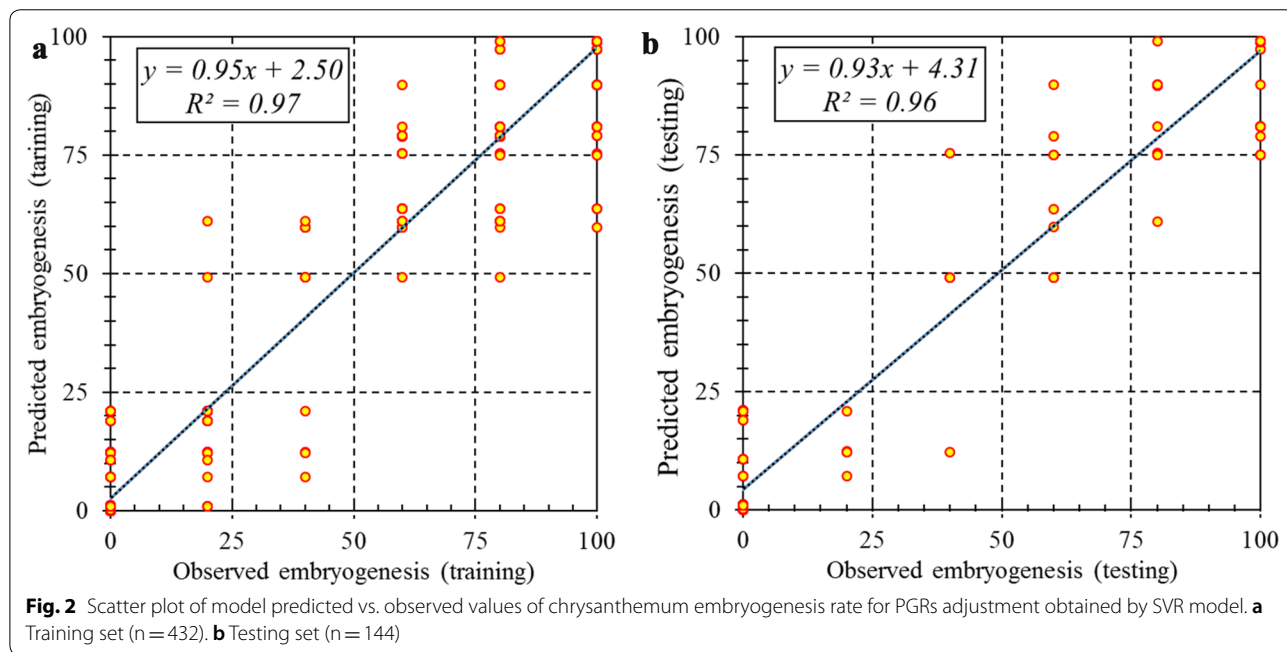 a
100
75
50
25
0
Predicted embryogenesis (tarining)
y = 0.95x + 2.50
R² = 0.97
0 25 50 75 100
Observed embryogenesis (training)
b
100
75
50
25
0
Predicted embryogenesis (testing)
y = 0.93x + 4.31
R² = 0.96
0 25 50 75 100
Observed embryogenesis (testing)
Fig. 2 Scatter plot of model predicted vs. observed values of chrysanthemum embryogenesis rate for PGRs adjustment obtained by SVR model. a
Training set (n = 432). b Testing set (n = 144)